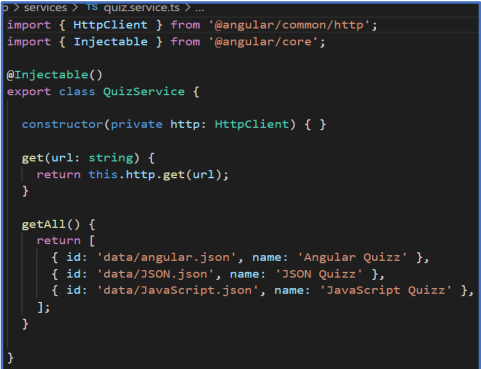 p > services > TS quiz.service.ts > ...
import { HttpClient } from '@angular/common/http';
import { Injectable } from '@angular/core';
@Injectable()
export class QuizService {
constructor(private http: HttpClient) { }
get(url: string) {
return this.http.get(url);
}
getAll() {
return [
{ id: 'data/angular.json', name: 'Angular Quizz' },
{ id: 'data/JSON.json', name: 'JSON Quizz' },
{ id: 'data/JavaScript.json', name: 'JavaScript Quizz' },
];
}
}